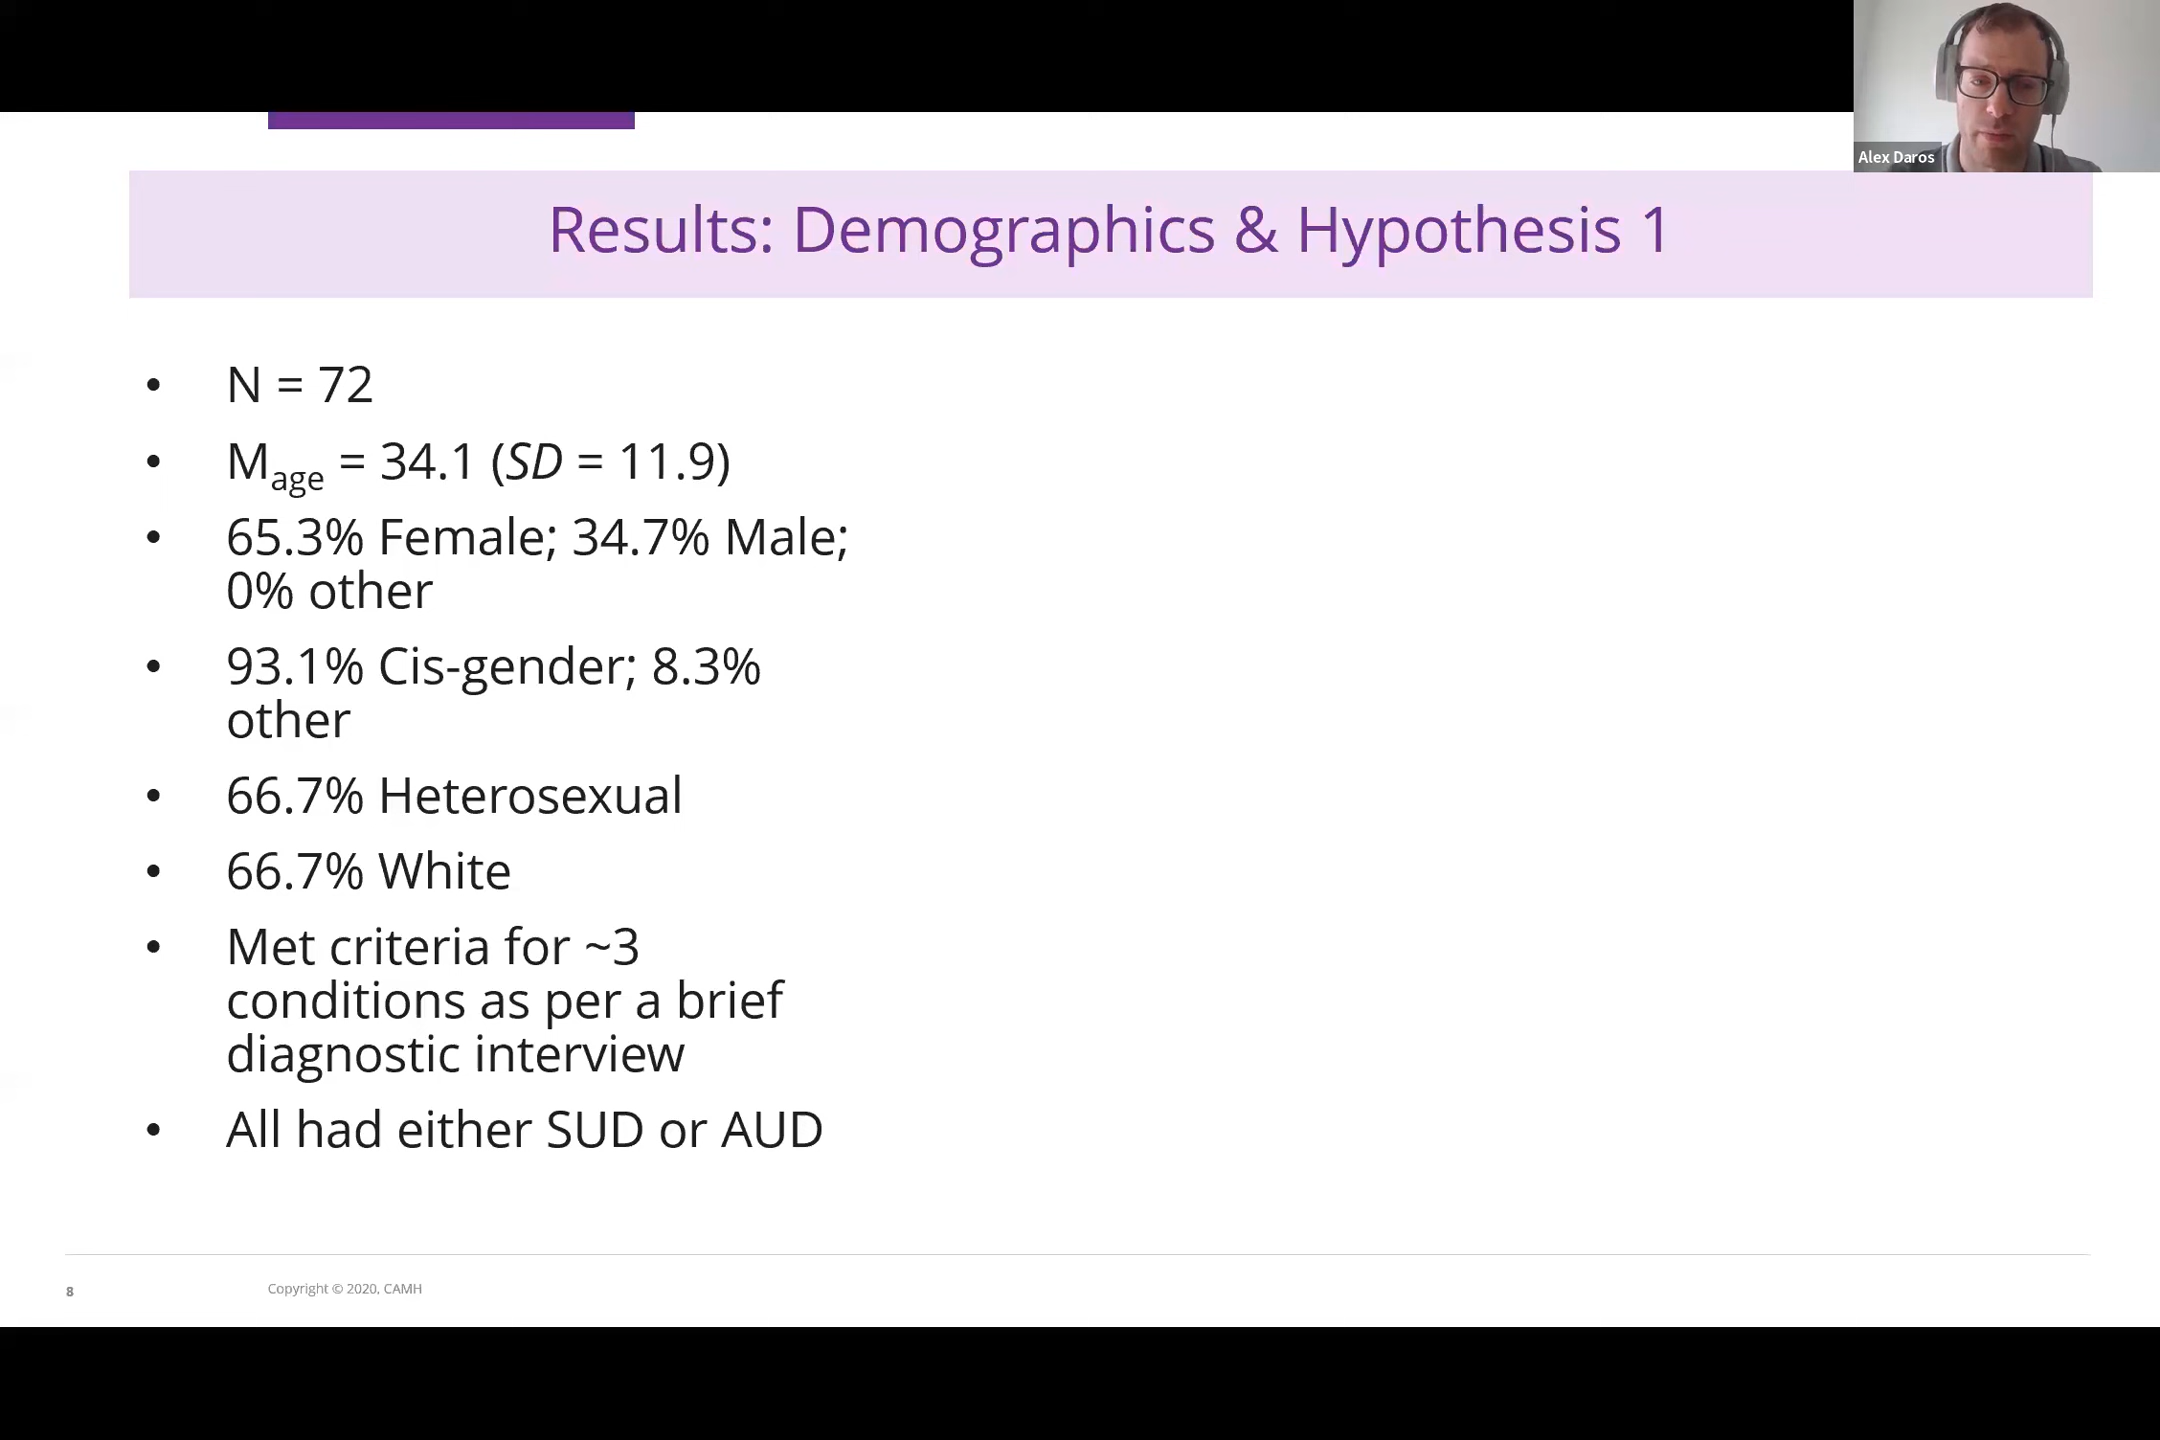 Alex Daros
Results: Demographics & Hypothesis 1
• N = 72
• Mage = 34.1 (SD = 11.9)
• 65.3% Female; 34.7% Male;
0% other
• 93.1% Cis-gender; 8.3%
other
• 66.7% Heterosexual
• 66.7% White
• Met criteria for ~3
conditions as per a brief
diagnostic interview
• All had either SUD or AUD
8
Copyright © 2020, CAMH